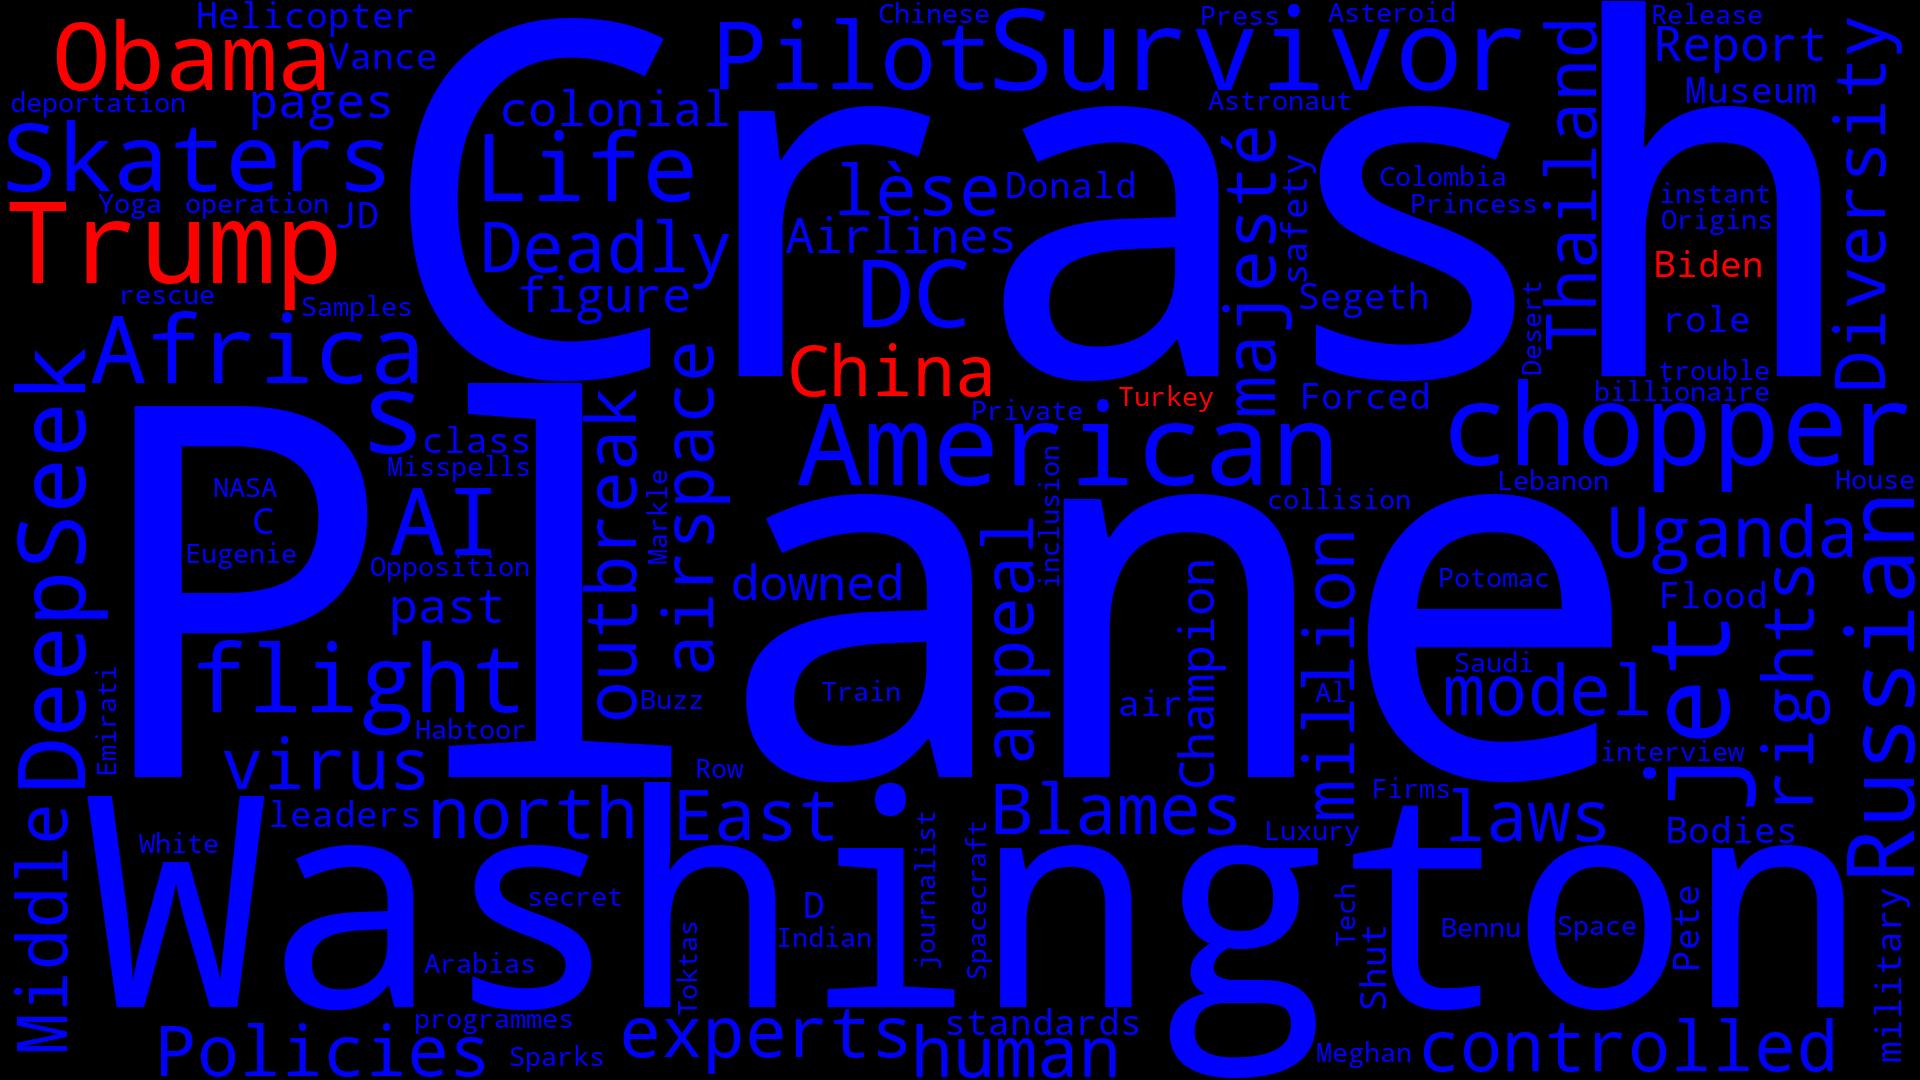 Helicopter
Chinese
Press
Asteroid
Release
Obama
Vance
Pilot
Survivor
Report
deportation
pages
colonial
Astronaut
Museum
Crash
Thailand
Diversity
Skaters
Life
lèse
Donald
majesté
safety
Colombia
Princess
instant
Origins
Yoga
operation
JD
Trump
Deadly
Airlines
DC
Biden
rescue
Samples
figure
Segeth
Desert
role
Africa
China
Turkey
Forced
trouble
billionaire
DeepSeek
s
class
Misspells
outbreak
airspace
Private
American
chopper
Plane
NASA
C
Eugenie
AI
Opposition
past
Markle
inclusion
collision
Lebanon
House
downed
appeal
Champion
million
Potomac
Uganda
Flood
Russian
flight
Emirati
Habtoor
Buzz
Train
air
Al
Saudi
model
jet
rights
interview
virus
Row
Firms
leaders
north
East
Blames
Luxury
laws
Bodies
Middle
White
Washington
secret
Toktas
D
Indian
journalist
Spacecraft
Tech
Shut
Bennu
Space
Pete
military
Arabias
programmes
Policies
Sparks
experts
standards
human
Meghan
controlled